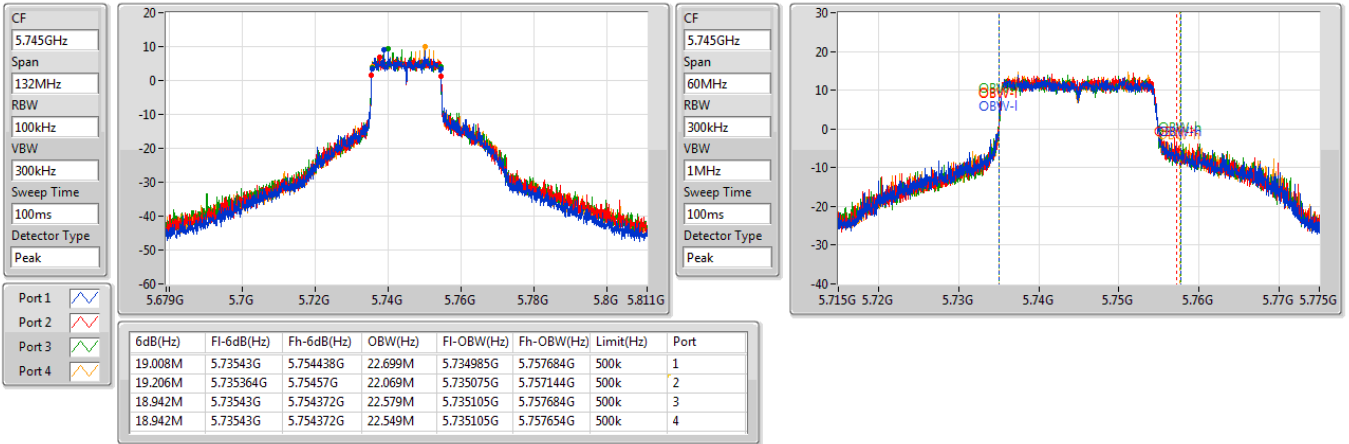 CF
5.745GHz
Span
132MHz
RBW
100kHz
VBW
300kHz
Sweep Time
100ms
Detector Type
Peak
20
10
0
-10
-20
-30
-40
-50
-60
5.679G 5.7G 5.72G 5.74G 5.76G 5.78G 5.8G 5.811G
CF
5.745GHz
Span
60MHz
RBW
300kHz
VBW
1MHz
Sweep Time
100ms
Detector Type
Peak
30
20
10
0
-10
-20
-30
-40
OBW-l
5.715G 5.72G 5.73G 5.74G 5.75G 5.76G 5.77G 5.775G
Port 1
Port 2
Port 3
Port 4
6dB(Hz) Fl-6dB(Hz) Fh-6dB(Hz) OBW(Hz) Fl-OBW(Hz) Fh-OBW(Hz) Limit(Hz) Port
19.008M 5.73543G 5.754438G 22.699M 5.734985G 5.757684G 500k 1
19.206M 5.735364G 5.75457G 22.069M 5.735075G 5.757144G 500k 2
18.942M 5.73543G 5.754372G 22.579M 5.735105G 5.757684G 500k 3
18.942M 5.73543G 5.754372G 22.549M 5.735105G 5.757654G 500k 4